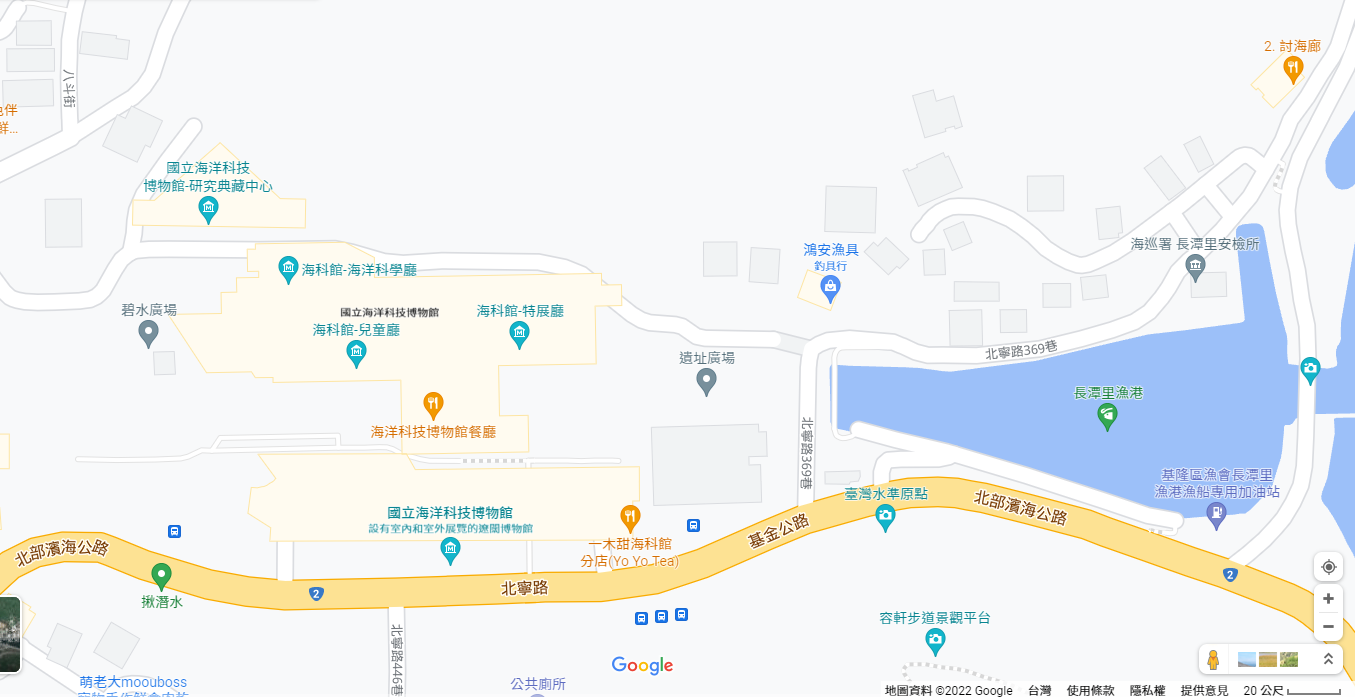 2. 討海廊
八斗街
伴
鮮...
國立海洋科技
博物館-研究典藏中心
海巡署 長潭里安檢所
鴻安漁具
釣具行
海科館-海洋科學廳
碧水廣場
國立海洋科技博物館
海科館-特展廳
海科館-兒童廳
北寧路369巷
遺址廣場
長潭里漁港
海洋科技博物館餐廳
北寧路369巷
基隆區漁會長潭里
漁港漁船專用加油站
臺灣水準原點
北部濱海公路
國立海洋科技博物館
設有室內和室外展覽的遼闊博物館
基金公路
一木甜海科館
分店(Yo Yo Tea)
北部濱海公路
2
揪潛水
北寧路
2
容軒步道景觀平台
北寧路446巷
Google
萌老大moouboss
公共廁所
地圖資料 ©2022 Google 台灣 使用條款 隱私權 提供意見 20 公尺